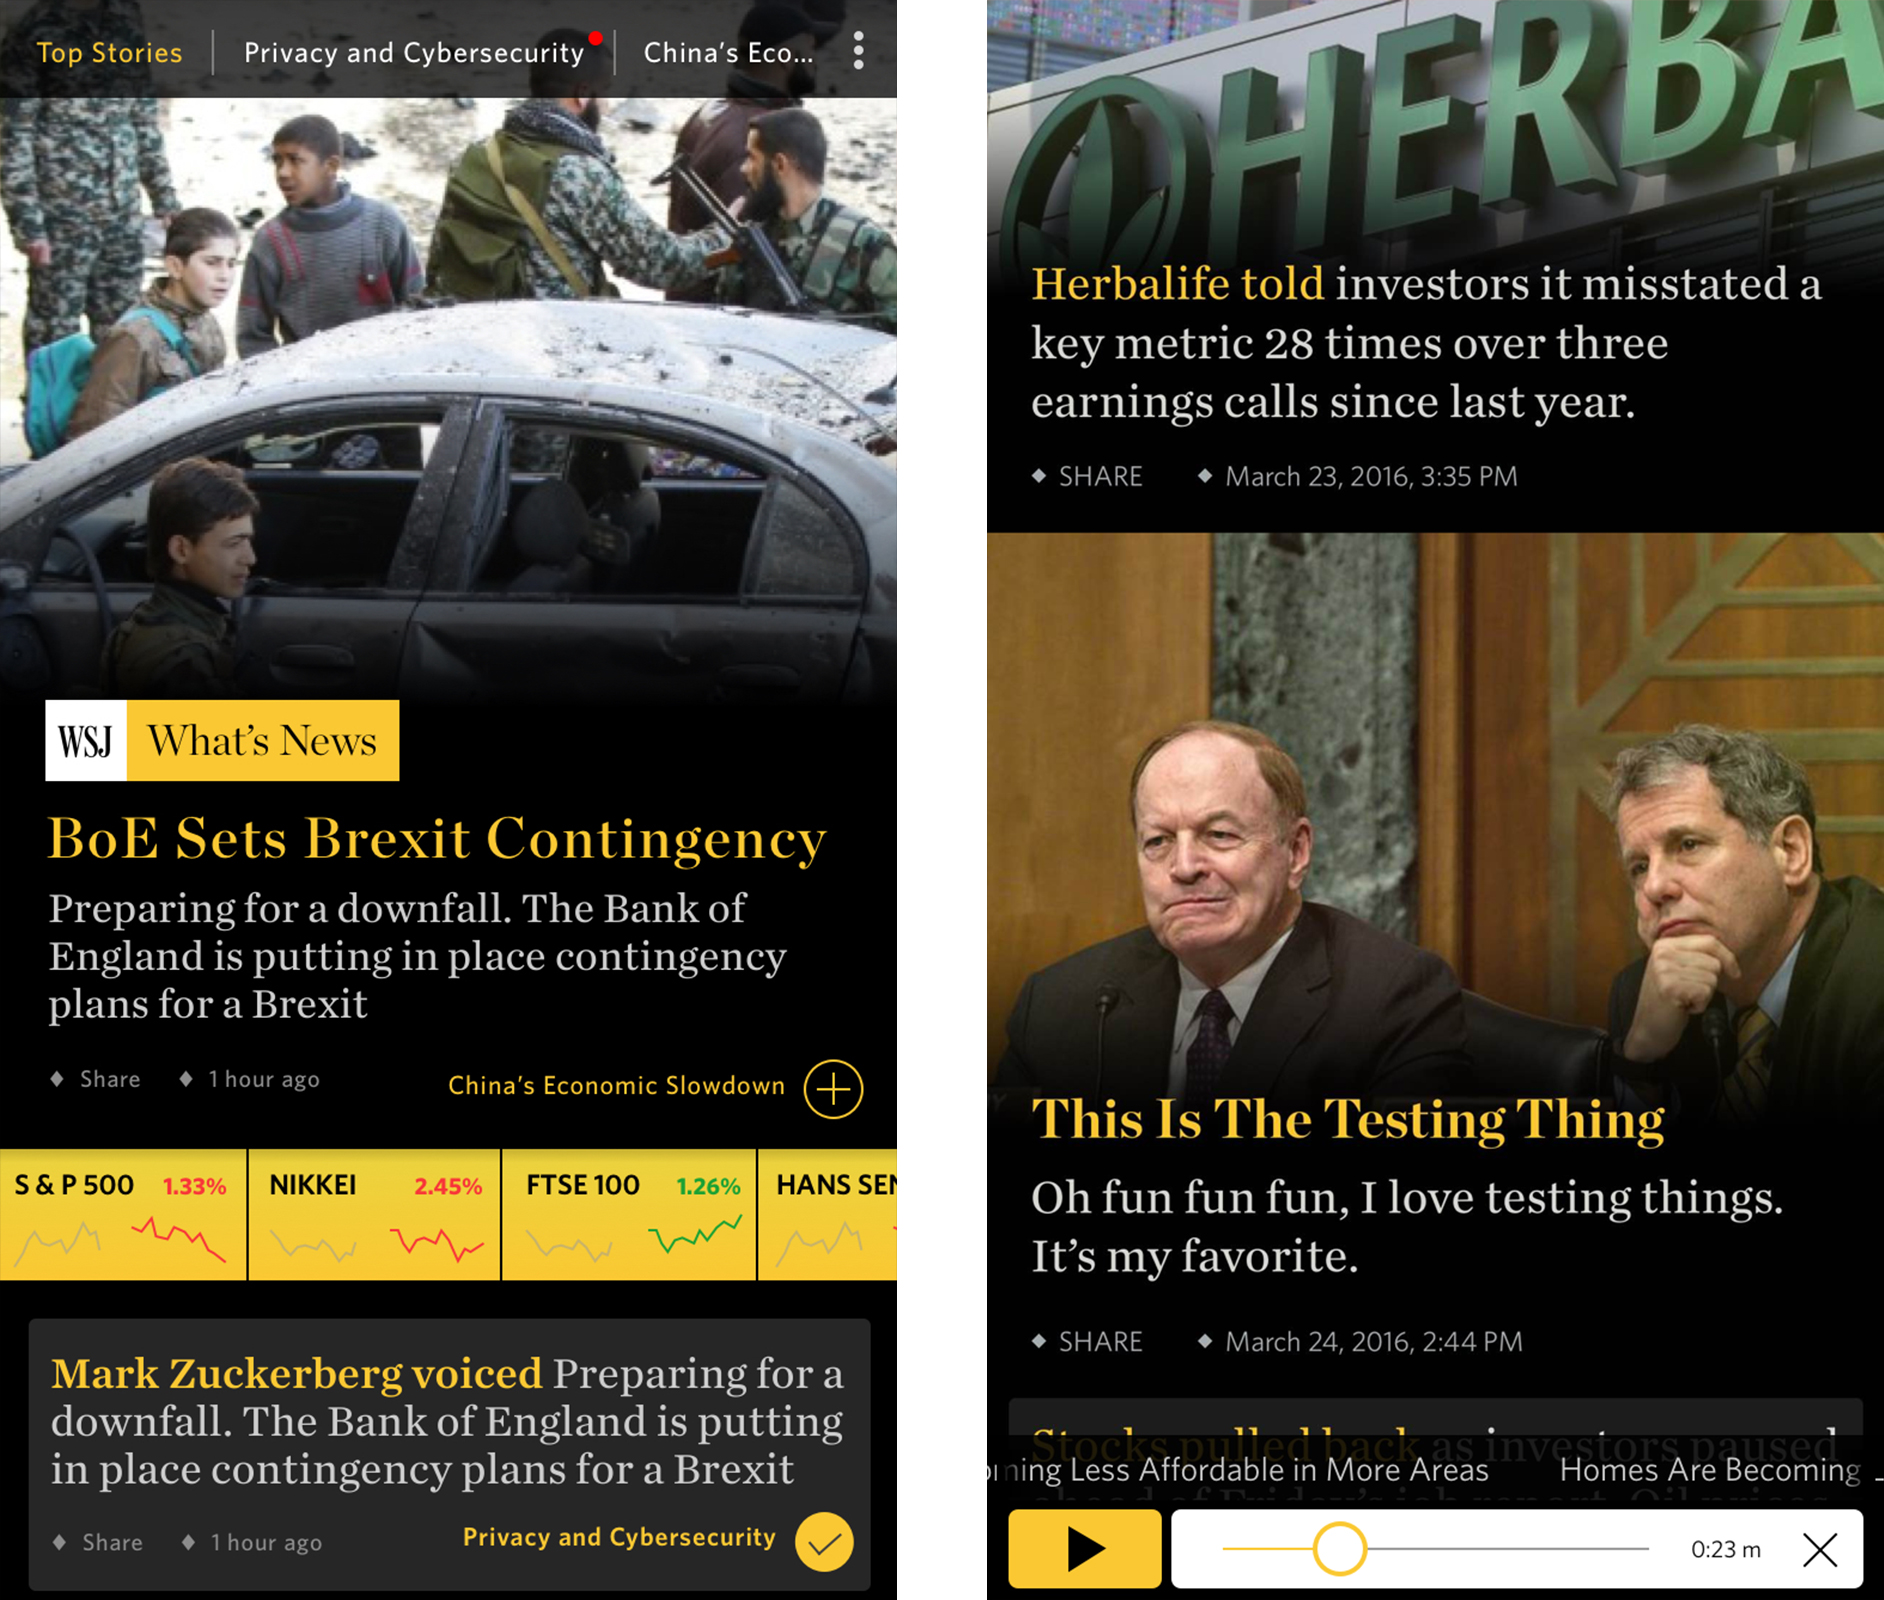 Top Stories
Privacy and Cybersecurity
China's Eco...
WSJ
What's News
BoE Sets Brexit Contingency
Preparing for a downfall. The Bank of
England is putting in place contingency
plans for a Brexit
Share
1 hour ago
China's Economic Slowdown
S & P 500 1.33%
NIKKEI 2.45%
FTSE 100 1.26%
HANS SEN
Mark Zuckerberg voiced Preparing for a
downfall. The Bank of England is putting
in place contingency plans for a Brexit
Share
1 hour ago
Privacy and Cybersecurity
HERBA
Herbalife told investors it misstated a
key metric 28 times over three
earnings calls since last year.
SHARE
March 23, 2016, 3:35 PM
This Is The Testing Thing
Oh fun fun fun, I love testing things.
It's my favorite.
SHARE
March 24, 2016, 2:44 PM
Stocks pulled back as investors paused
ning Less Affordable in More Areas
Homes Are Becoming
ahead of Friday's job report. Oil prices
0:23 m